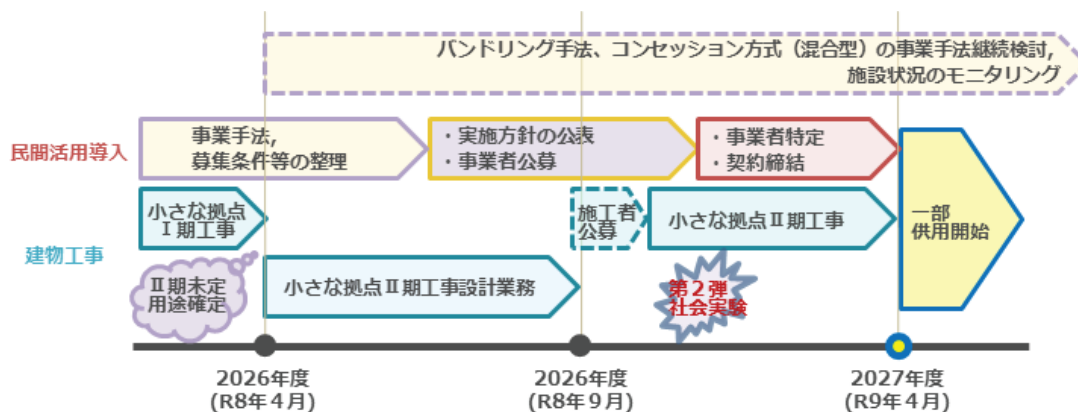 バンドリング手法、コンセッション方式（混合型）の事業手法継続検討,
施設状況のモニタリング
民間活用導入
事業手法,
募集条件等の整理
・実施方針の公表
・事業者公募
・事業者特定
・契約締結
建物工事
小さな拠点
Ⅰ期工事
施工者
公募
小さな拠点Ⅱ期工事
一部
供用開始
Ⅱ期未定
用途確定
小さな拠点Ⅱ期工事設計業務
第２弾
社会実験
2026年度
(R8年４月)
2026年度
(R8年９月)
2027年度
(R9年４月)